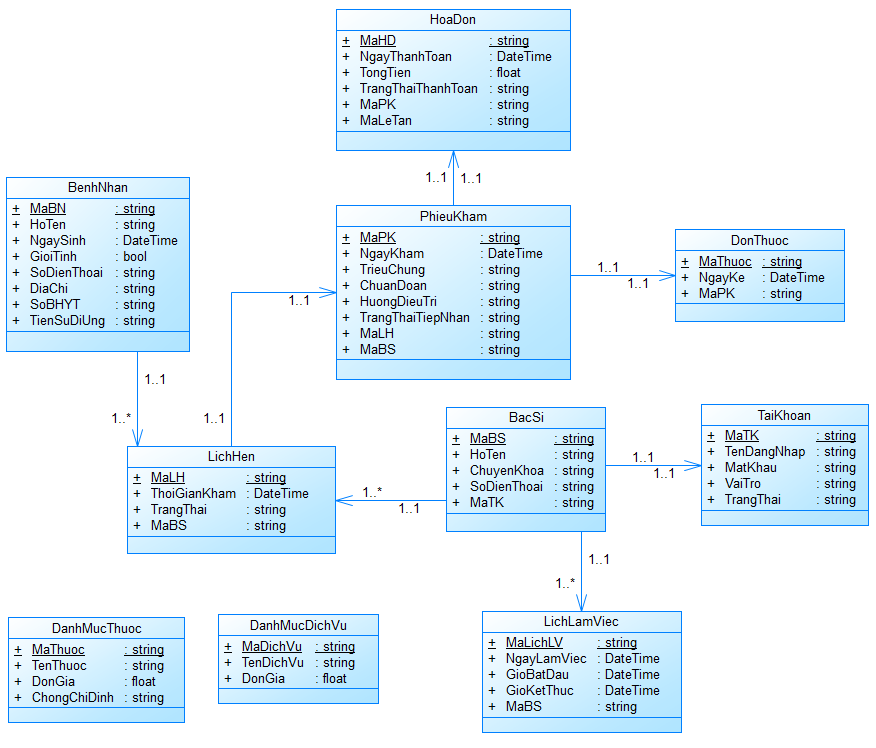 HoaDon
+ MaHD : string
+ NgayThanhToan : DateTime
+ TongTien : float
+ TrangThaiThanhToan : string
+ MaPK : string
+ MaLeTan : string
1..1 1..1
BenhNhan
+ MaBN : string
+ HoTen : string
+ NgaySinh : DateTime
+ GioiTinh : bool
+ SoDienThoai : string
+ DiaChi : string
+ SoBHYT : string
+ TienSuDiUng : string
PhieuKham
+ MaPK : string
+ NgayKham : DateTime
+ TrieuChung : string
+ ChuanDoan : string
+ HuongDieuTri : string
+ TrangThaiTiepNhan : string
+ MaLH : string
+ MaBS : string
DonThuoc
+ MaThuoc : string
+ NgayKe : DateTime
+ MaPK : string
1..1
1..1
1..1
1..1
1..*
1..1
LichHen
+ MaLH : string
+ ThoiGianKham : DateTime
+ TrangThai : string
+ MaBS : string
BacSi
+ MaBS : string
+ HoTen : string
+ ChuyenKhoa : string
+ SoDienThoai : string
+ MaTK : string
TaiKhoan
+ MaTK : string
+ TenDangNhap : string
+ MatKhau : string
+ VaiTro : string
+ TrangThai : string
1..1
1..1
1..*
1..1
1..1
1..*
DanhMucThuoc
+ MaThuoc : string
+ TenThuoc : string
+ DonGia : float
+ ChongChiDinh : string
DanhMucDichVu
+ MaDichVu : string
+ TenDichVu : string
+ DonGia : float
LichLamViec
+ MaLichLV : string
+ NgayLamViec : DateTime
+ GioBatDau : DateTime
+ GioKetThuc : DateTime
+ MaBS : string